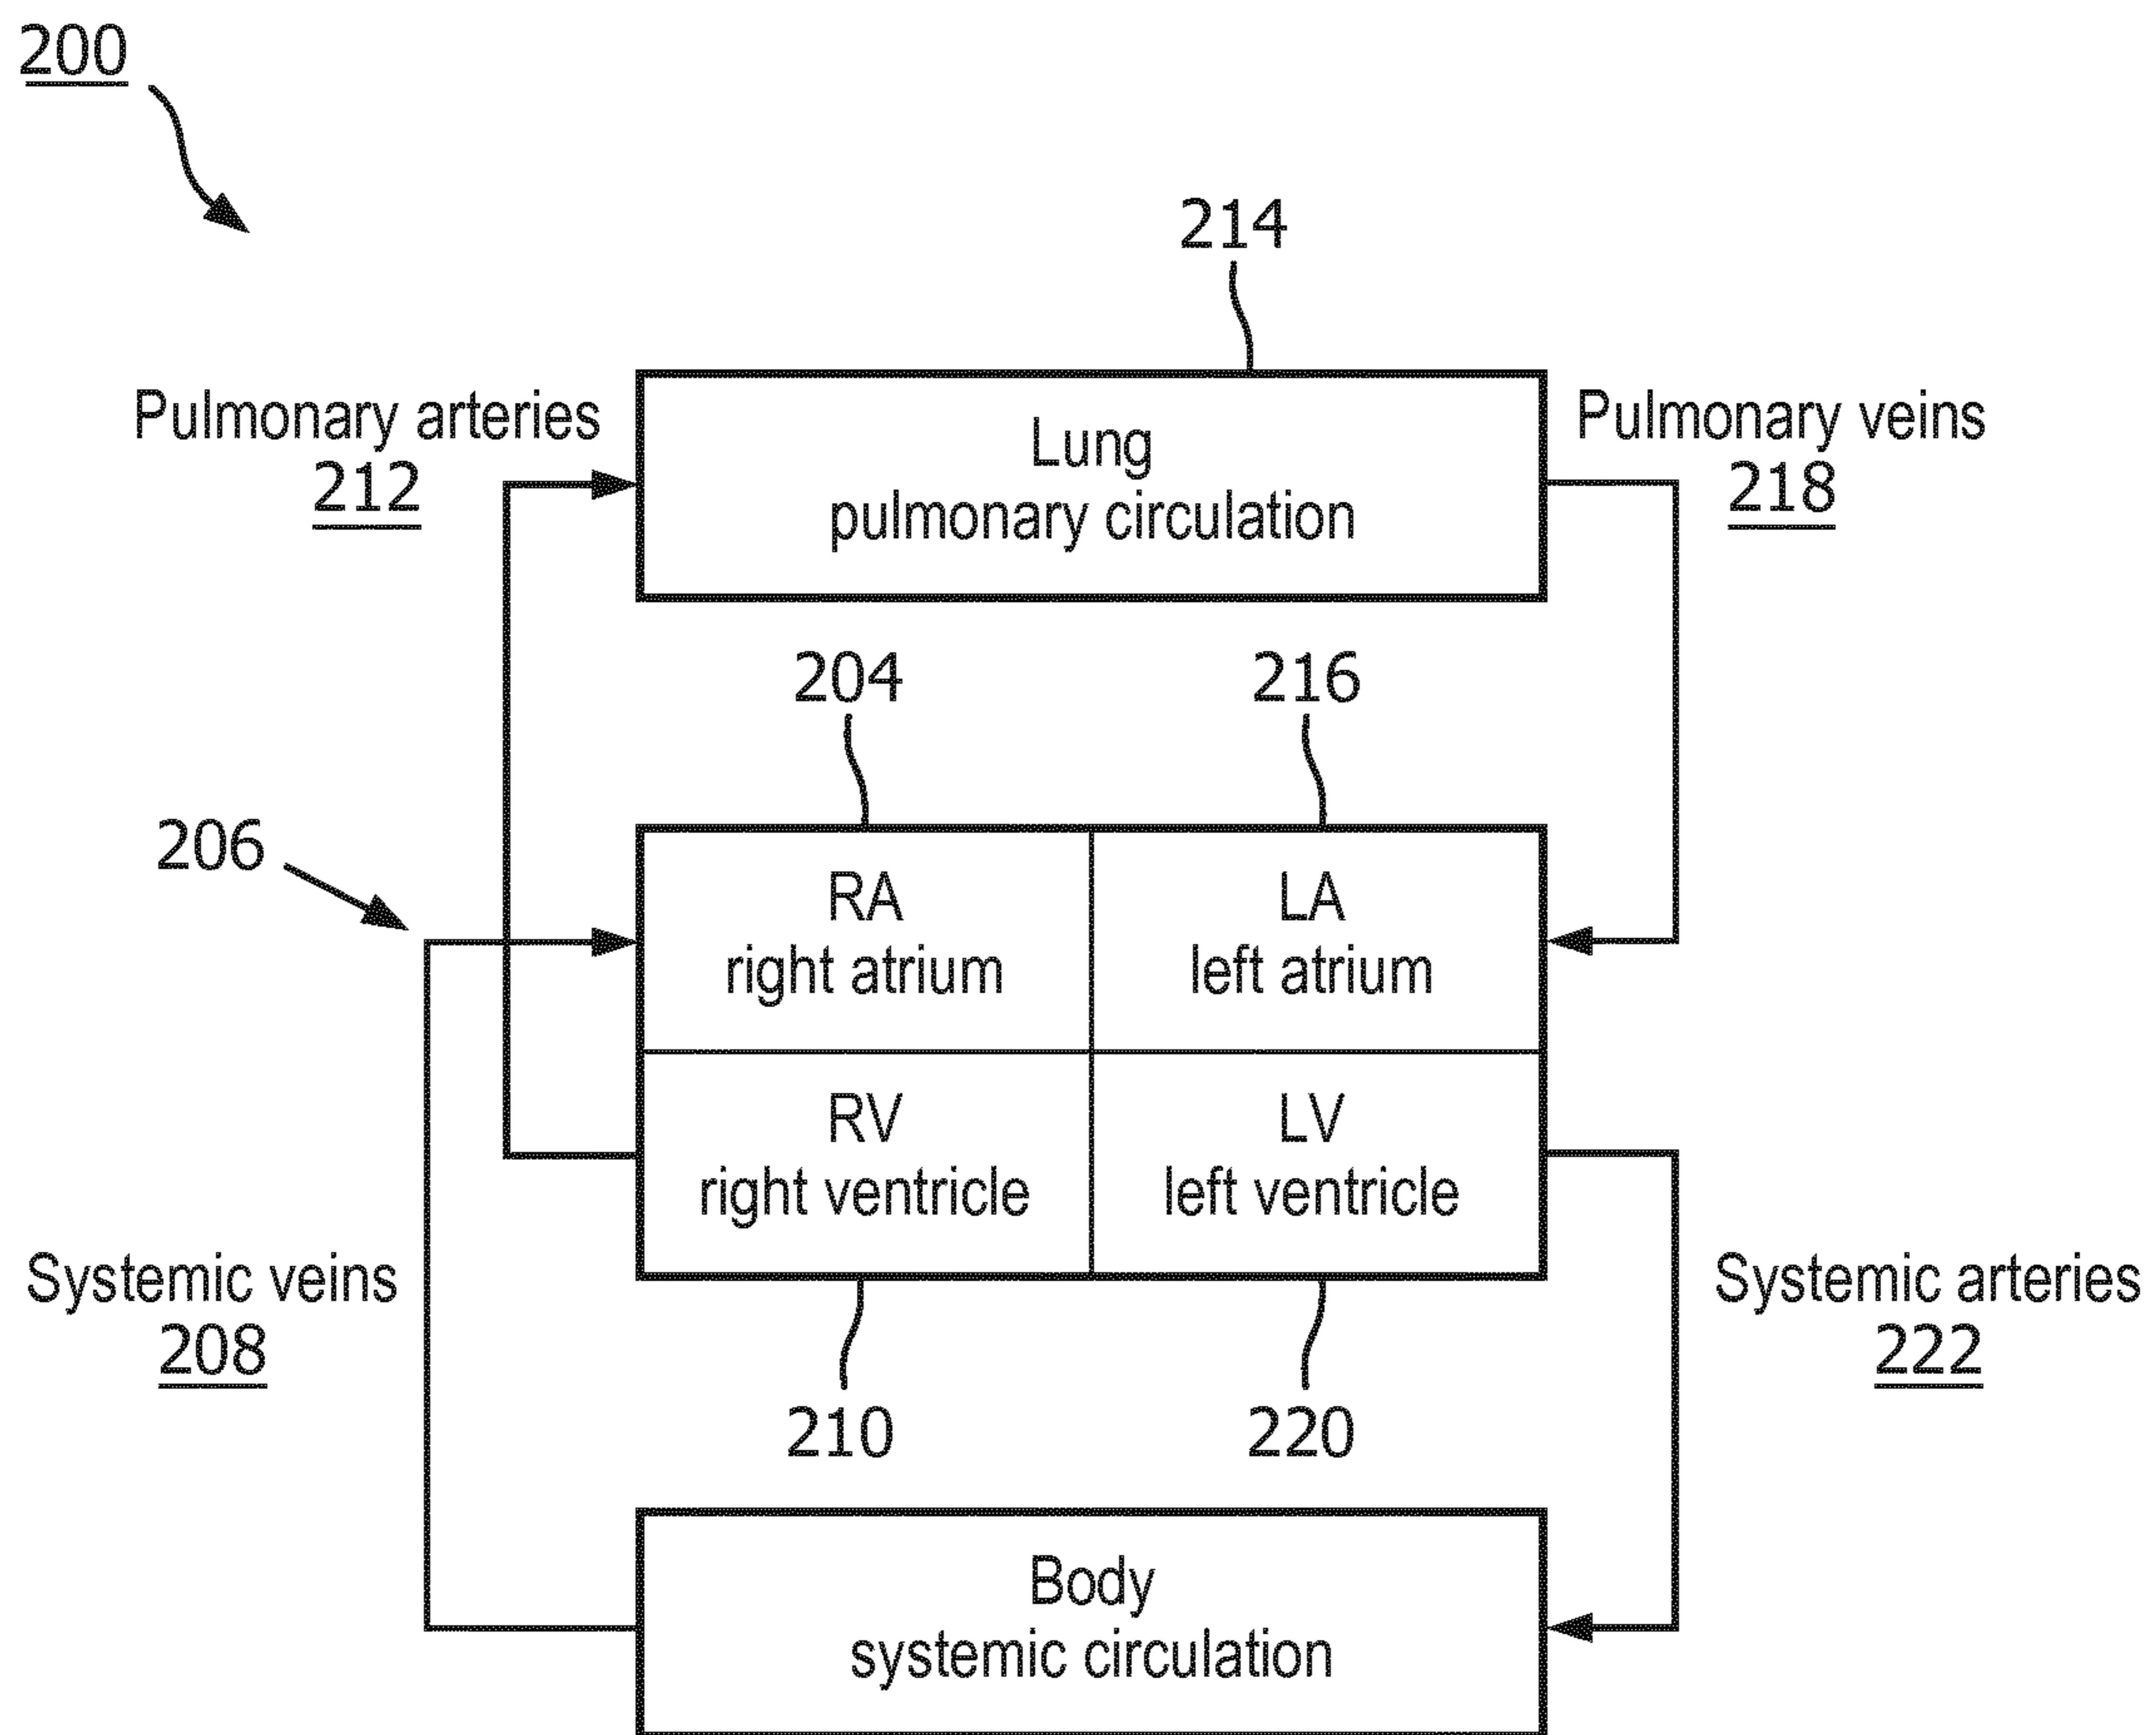 200
214
Pulmonary arteries
212
Lung
pulmonary circulation
Pulmonary veins
218
204
216
206
RA
right atrium
LA
left atrium
RV
right ventricle
LV
left ventricle
Systemic veins
208
Systemic arteries
222
210
220
Body
systemic circulation